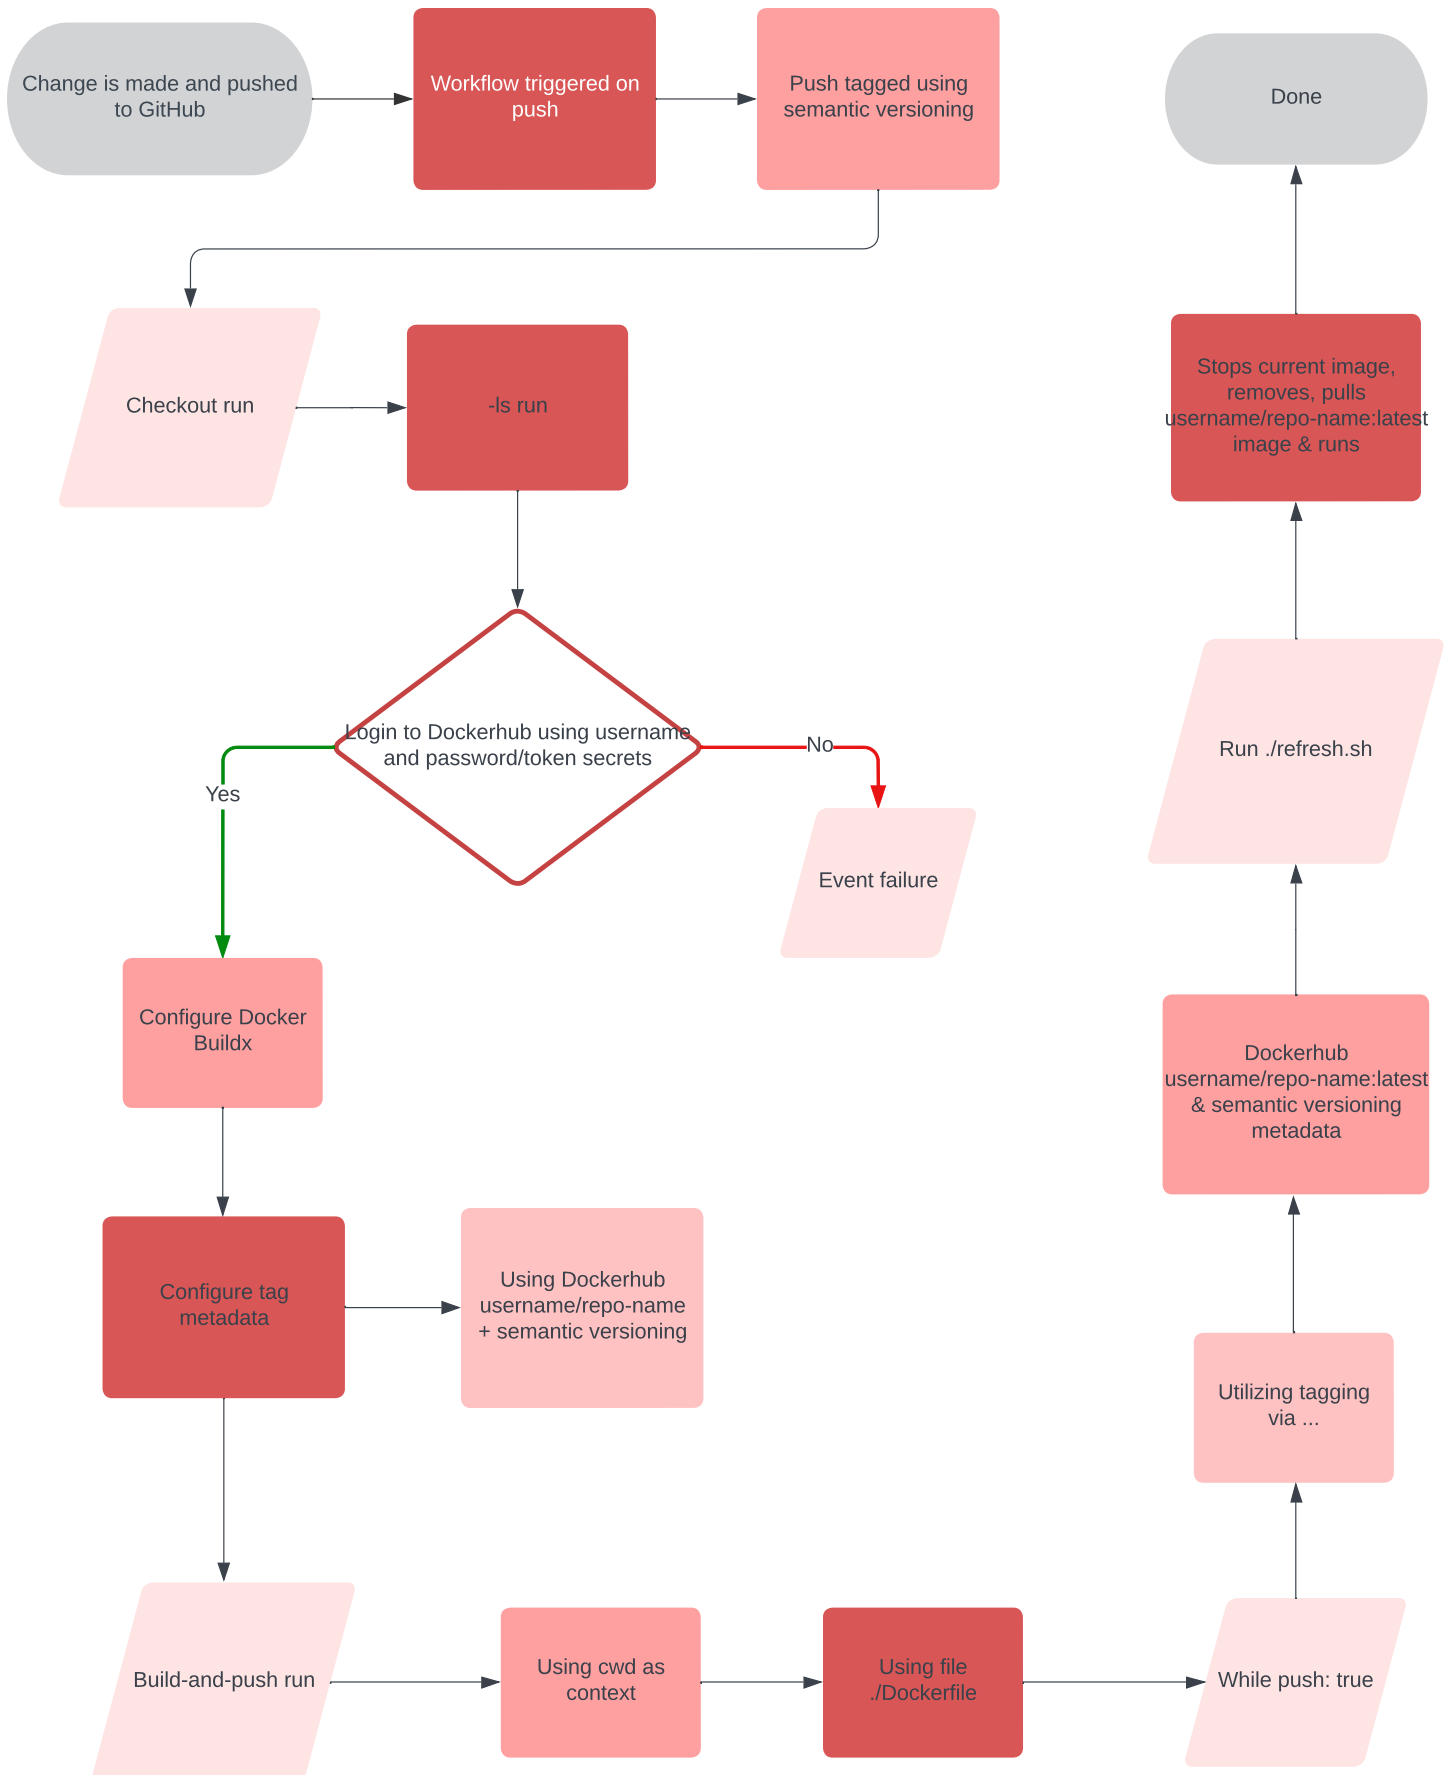 Change is made and pushed
to GitHub
Workflow triggered on
push
Push tagged using
semantic versioning
Done
Checkout run
-ls run
Stops current image,
removes, pulls
username/repo-name:latest
image & runs
Login to Dockerhub using username
and password/token secrets
No
Yes
Event failure
Run ./refresh.sh
Configure Docker
Buildx
Dockerhub
username/repo-name:latest
& semantic versioning
metadata
Configure tag
metadata
Using Dockerhub
username/repo-name
+ semantic versioning
Utilizing tagging
via ...
Build-and-push run
Using cwd as
context
Using file
./Dockerfile
While push: true